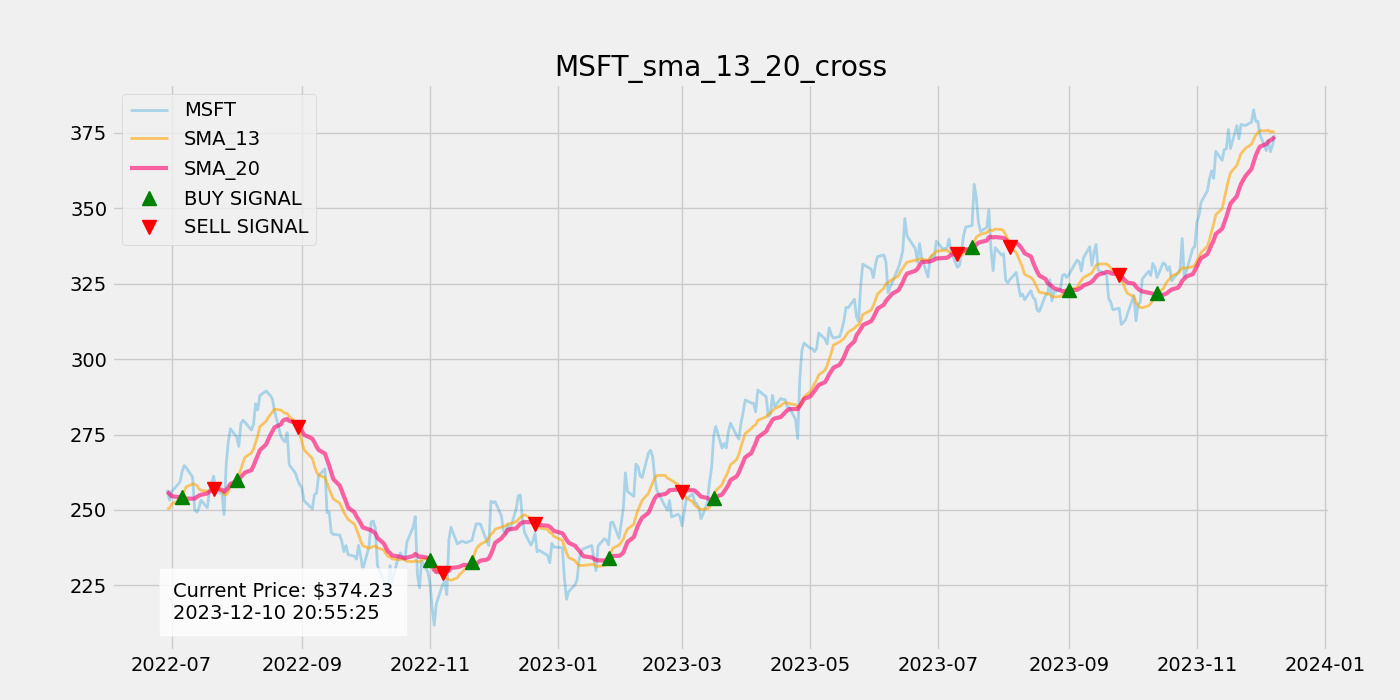 MSFT_sma_13_20_cross
MSFT
SMA_13
SMA_20
BUY SIGNAL
SELL SIGNAL
375
350
325
300
275
250
225
Current Price: $374.23
2023-12-10 20:55:25
2022-07 2022-09 2022-11 2023-01 2023-03 2023-05 2023-07 2023-09 2023-11 2024-01